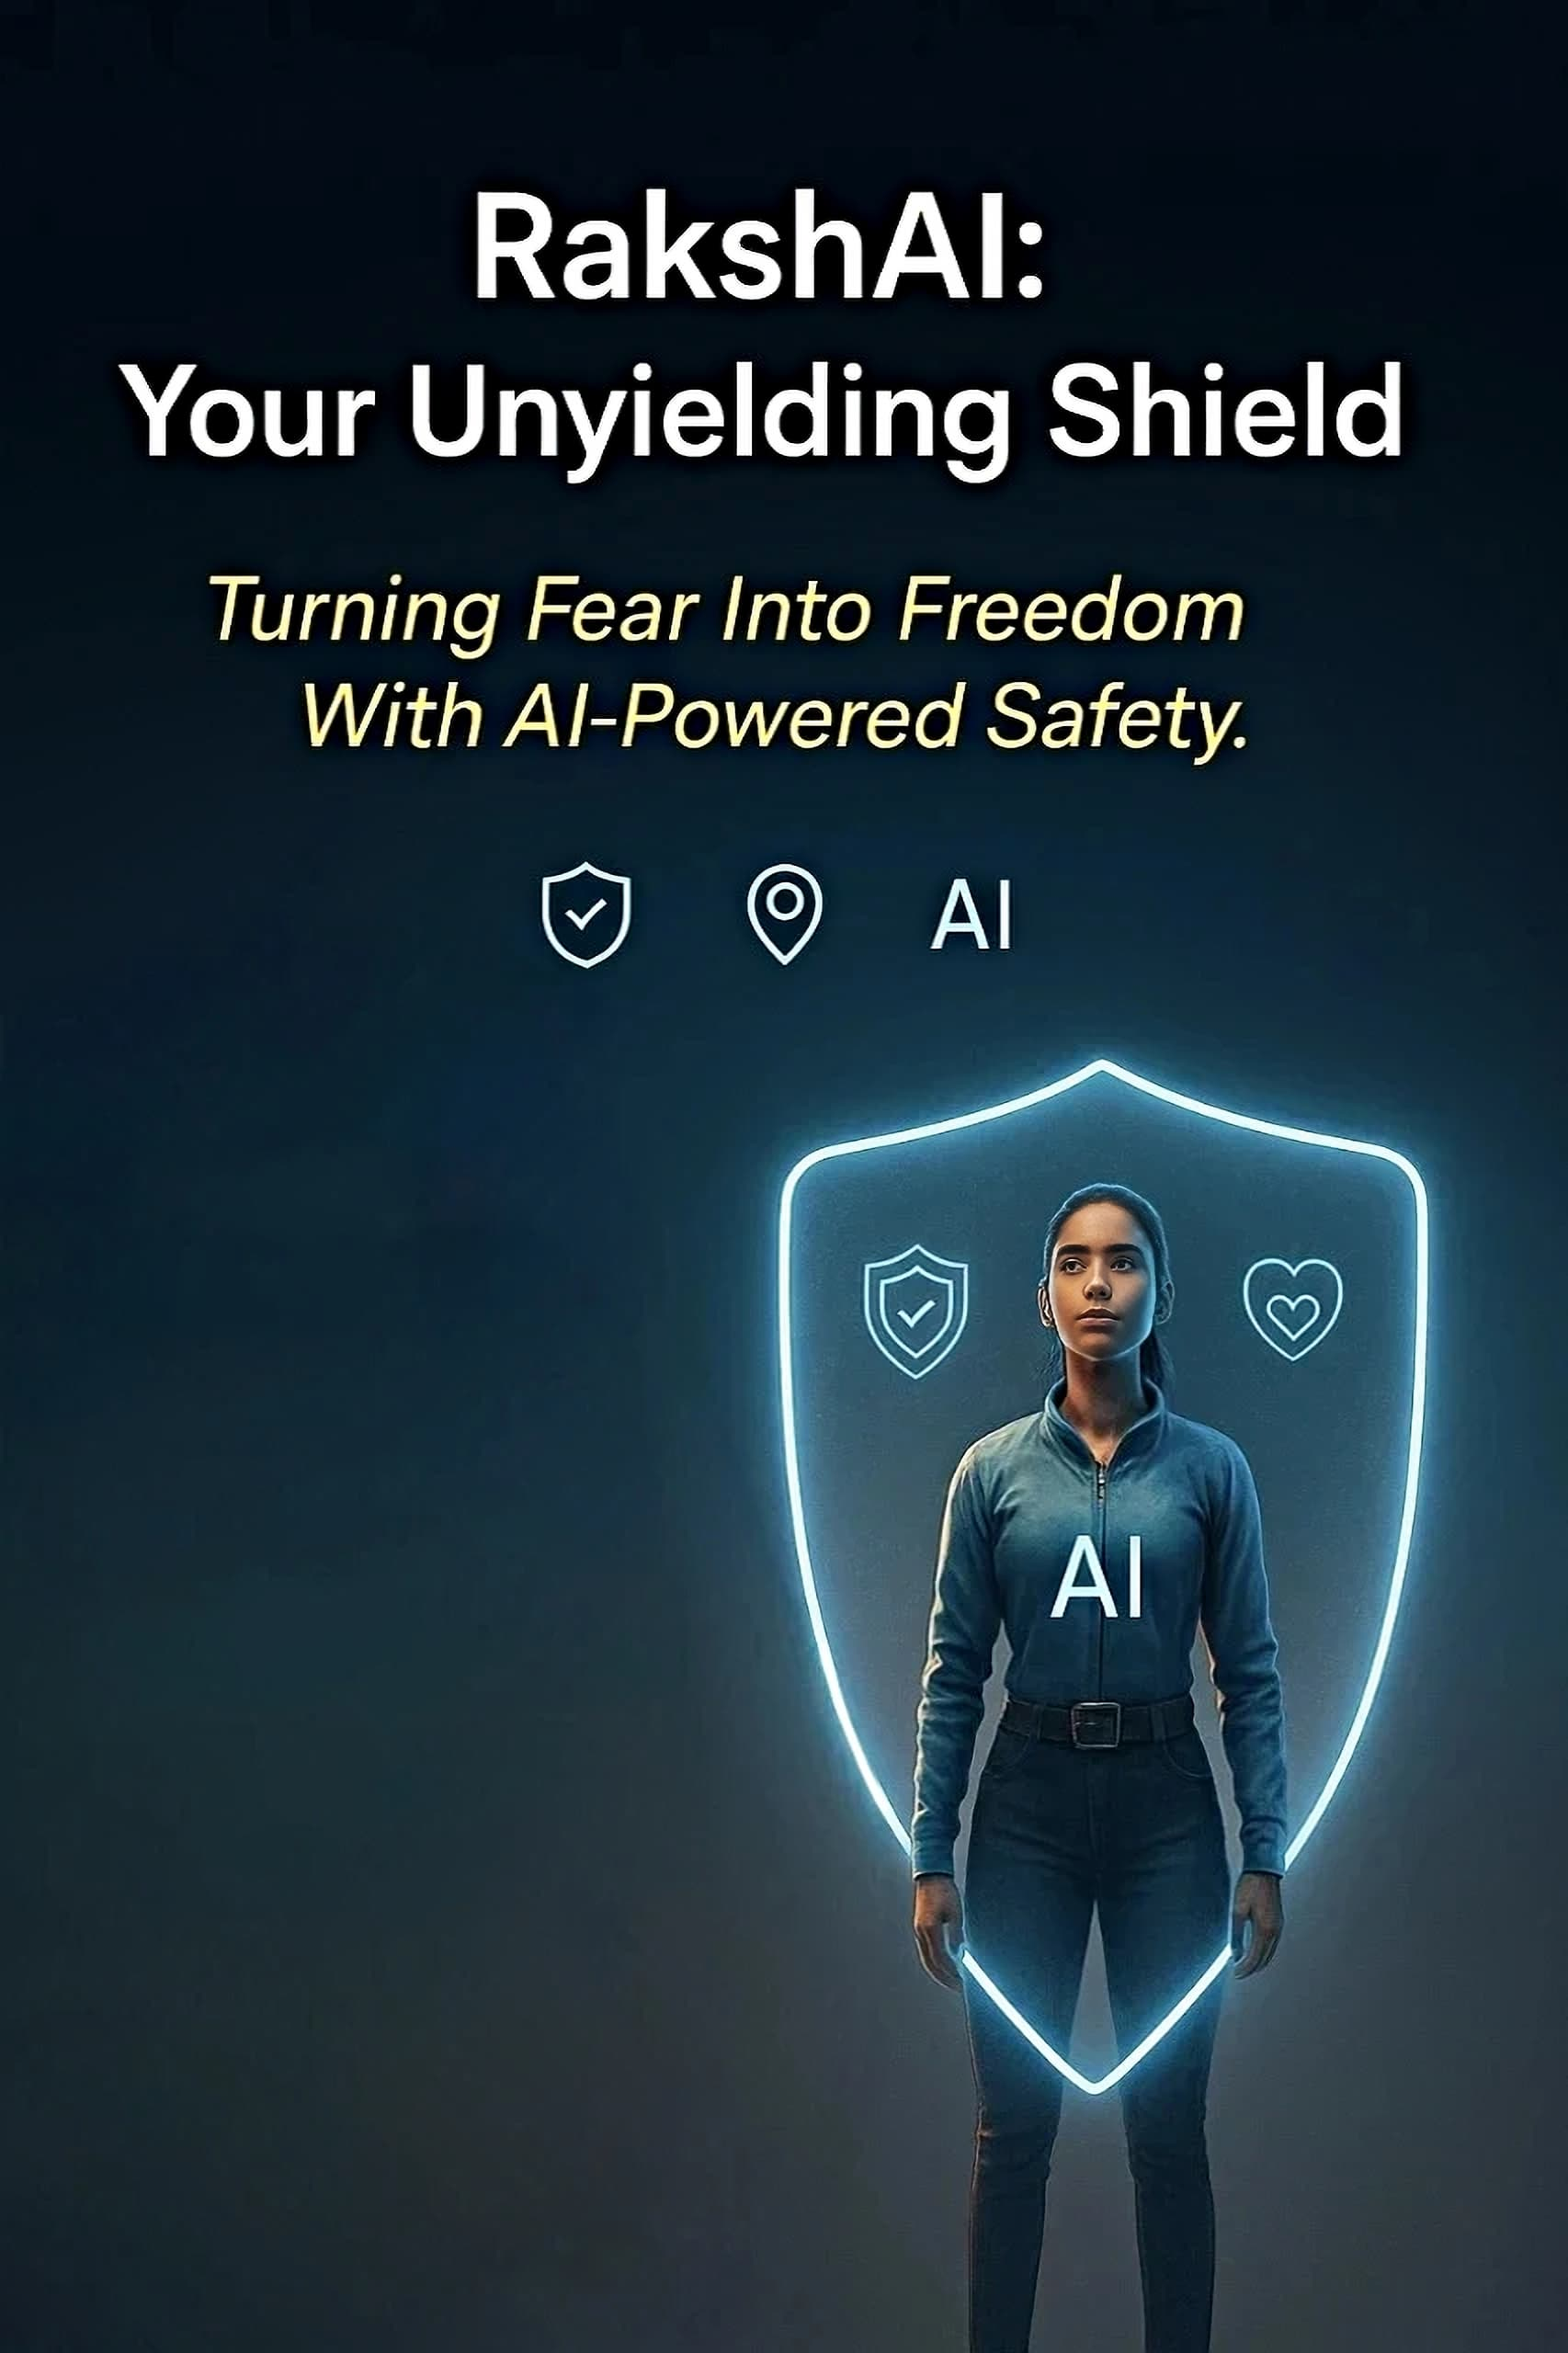 RakshAI:
Your Unyielding Shield
Turning Fear Into Freedom
With AI-Powered Safety.
AI
AI